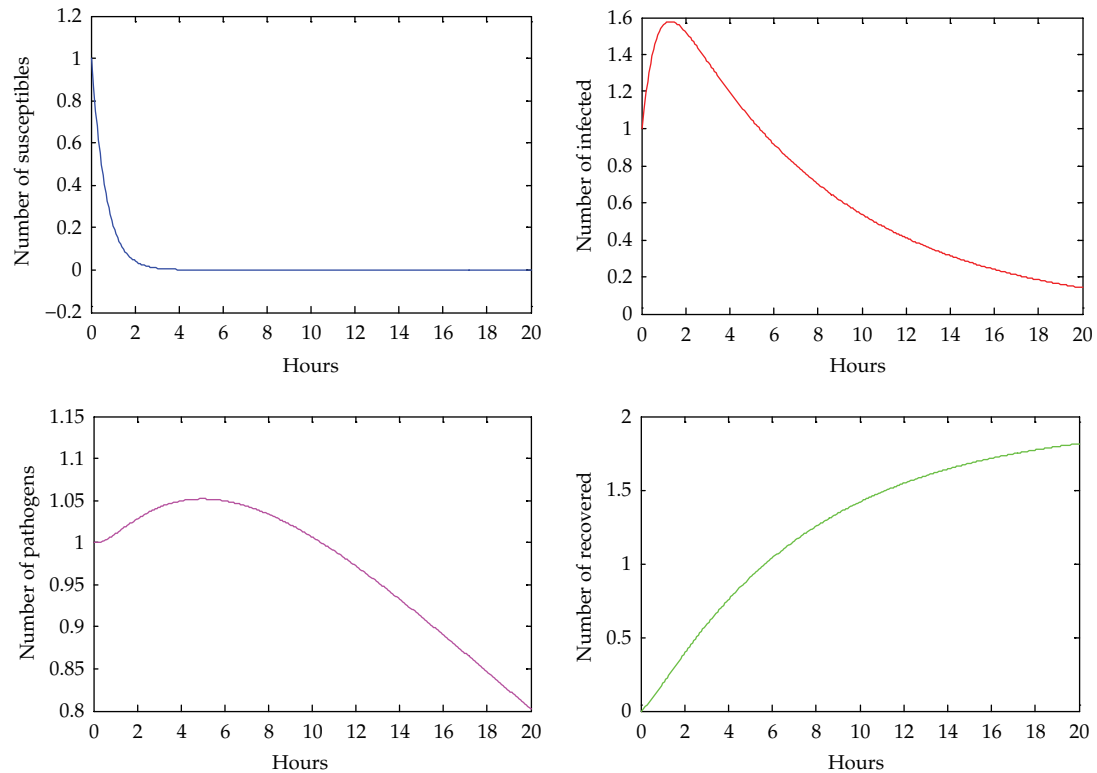 Number of susceptibles
1.2
1
0.8
0.6
0.4
0.2
0
−0.2
0 2 4 6 8 10 12 14 16 18 20
Hours
Number of infected
1.6
1.4
1.2
1
0.8
0.6
0.4
0.2
0
0 2 4 6 8 10 12 14 16 18 20
Hours
Number of pathogens
1.15
1.1
1.05
1
0.95
0.9
0.85
0.8
0 2 4 6 8 10 12 14 16 18 20
Hours
Number of recovered
2
1.5
1
0.5
0
0 2 4 6 8 10 12 14 16 18 20
Hours